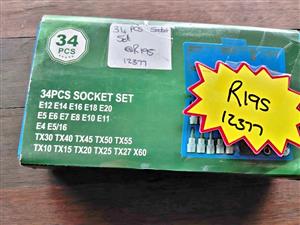 34
PCS
34 PCS Socket
Set
@R195
12377
34PCS SOCKET SET
E12 E14 E16 E18 E20
E5 E6 E7 E8 E10 E11
E4 E5/16
TX30 TX40 TX45 TX50 TX55
TX10 TX15 TX20 TX25 TX27 X60
R195
12377